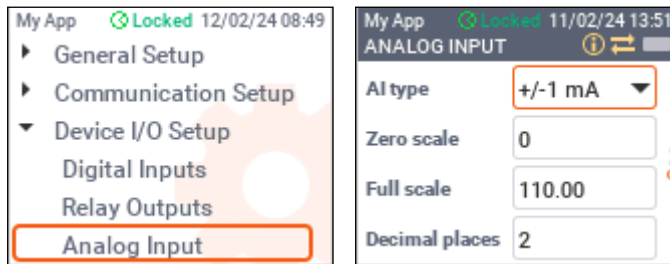 My App Locked 12/02/24 08:49
General Setup
Communication Setup
Device I/O Setup
Digital Inputs
Relay Outputs
Analog Input
My App Locked 11/02/24 13:51
ANALOG INPUT
AI type +/-1 mA
Zero scale 0
Full scale 110.00
Decimal places 2